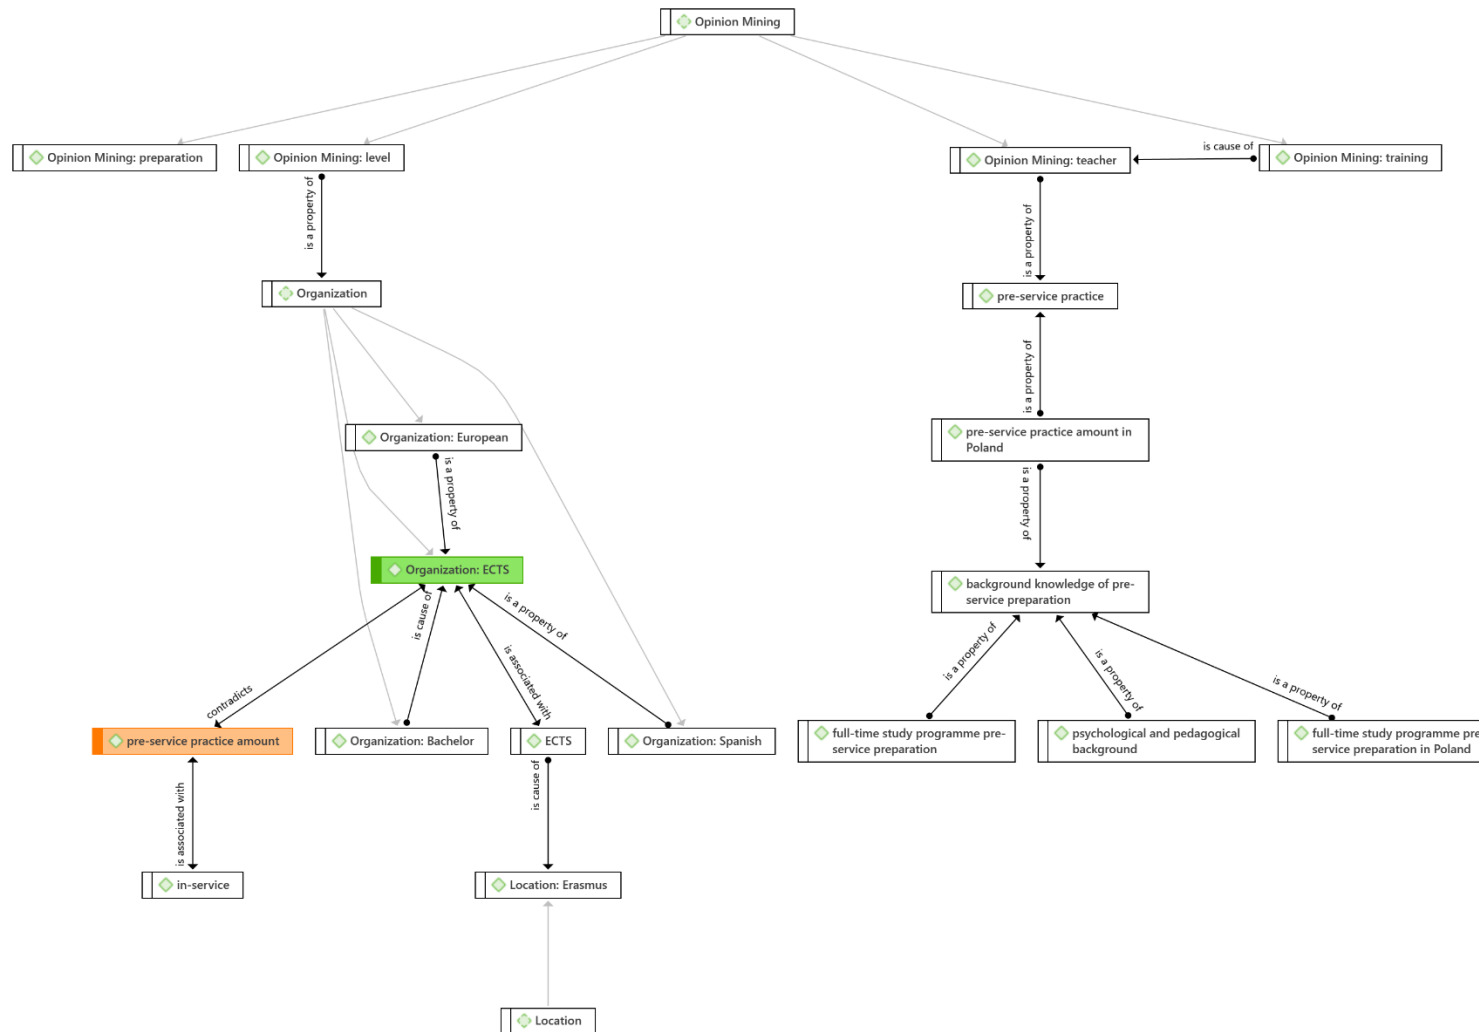 Opinion Mining
Opinion Mining: preparation
Opinion Mining: level
Opinion Mining: teacher
is cause of
Opinion Mining: training
is a property of
is a property of
Organization
pre-service practice
is a property of
Organization: European
pre-service practice amount in
Poland
is a property of
is a property of
Organization: ECTS
background knowledge of pre-
service preparation
contradicts
is cause of
is associated with
is a property of
is a property of
is a property of
is a property of
pre-service practice amount
Organization: Bachelor
ECTS
Organization: Spanish
full-time study programme pre-
service preparation
psychological and pedagogical
background
full-time study programme pre-
service preparation in Poland
is associated with
is cause of
in-service
Location: Erasmus
Location